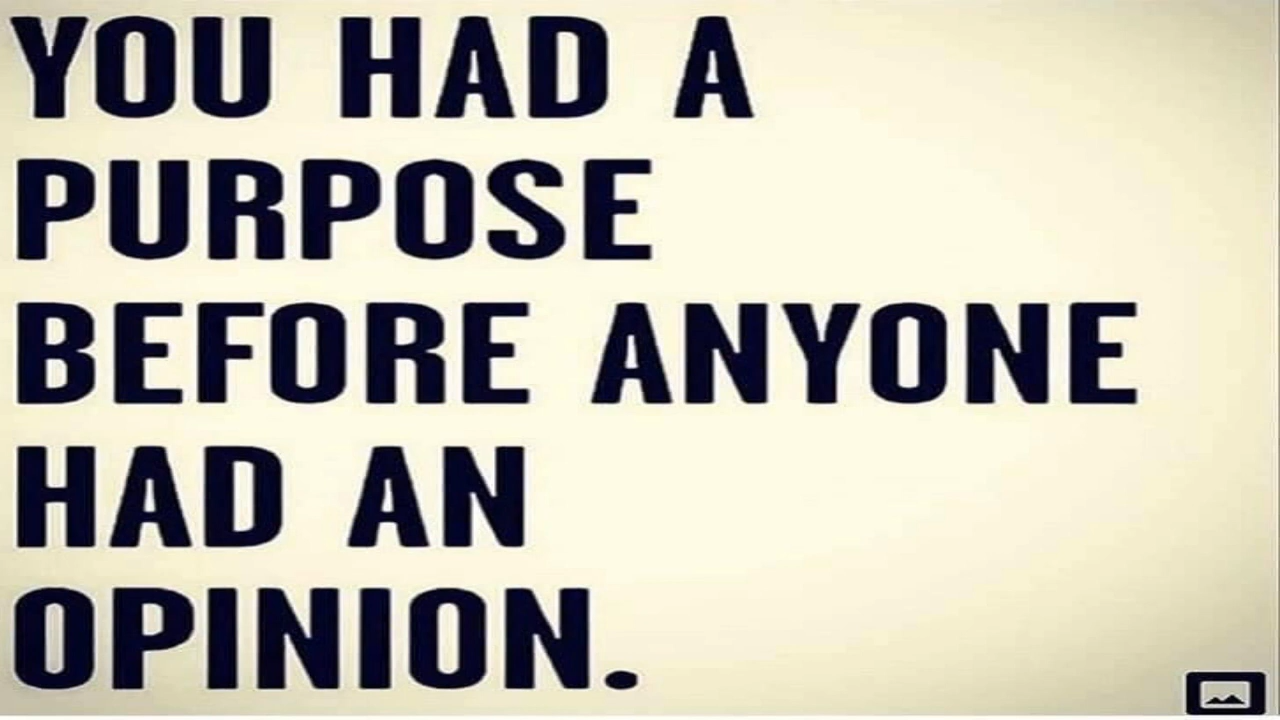 YOU HAD A
PURPOSE
BEFORE ANYONE
HAD AN
OPINION.